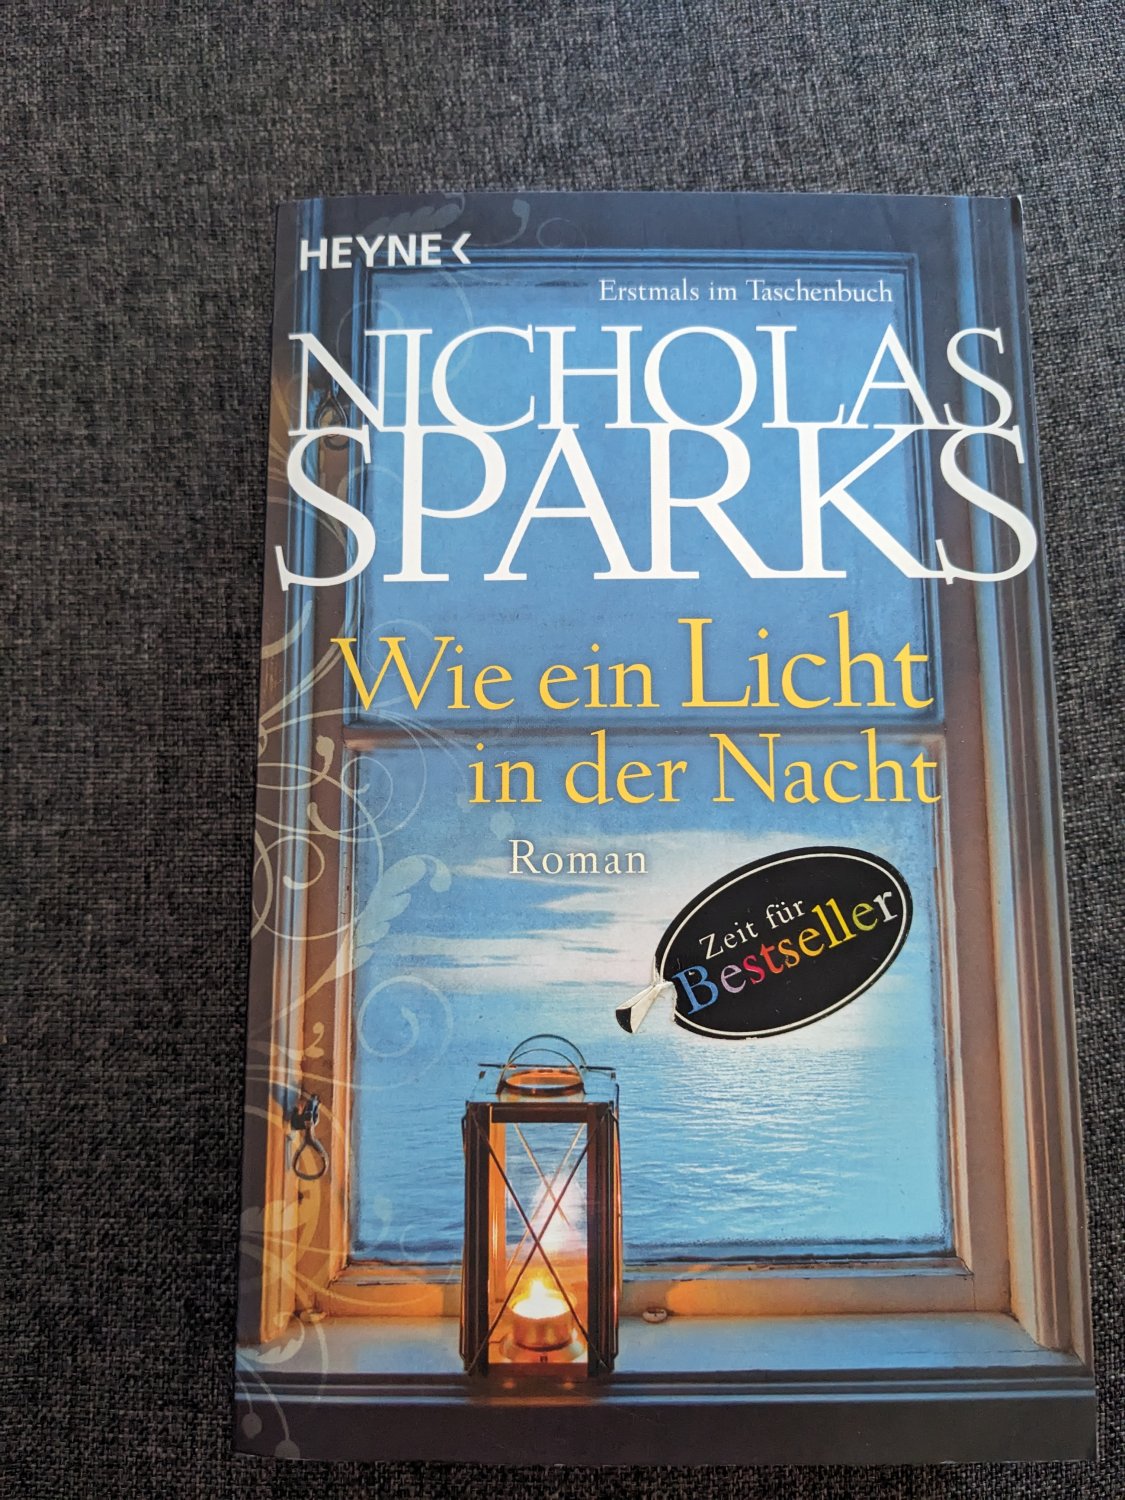 HEYNE
Erstmals im Taschenbuch
NICHOLAS
SPARKS
Wie ein Licht
in der Nacht
Roman
Zeit für
Bestseller